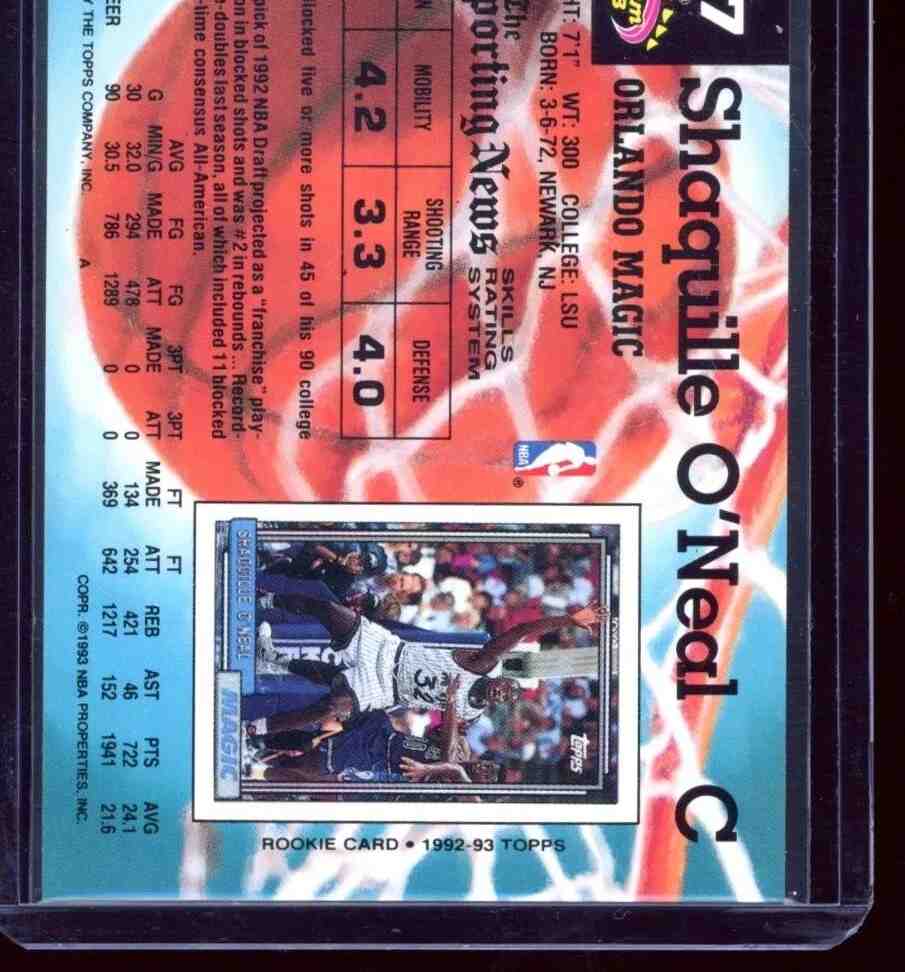 7
Shaquille O'Neal C
ORLANDO MAGIC
HT: 7'1" WT: 300 COLLEGE: LSU
BORN: 3-6-72, NEWARK, NJ
The
Sporting News
SKILLS
RATING
SYSTEM
NBA ®
N MOBILITY SHOOTING RANGE DEFENSE
4.2 3.3 4.0
locked five or more shots in 45 of his 90 college
pick of 1992 NBA Draft projected as a "franchise" play-
on in blocked shots and was #2 in rebounds ... Record-
-doubles last season, all of which included 11 blocked
-time consensus All-American.
AVG FG FG 3PT 3PT FT FT
G MIN/G MADE ATT MADE ATT MADE ATT REB AST PTS AVG
30 32.0 294 478 0 0 134 254 421 46 722 24.1
EER 90 30.5 786 1289 0 0 369 642 1217 152 1941 21.6
Y THE TOPPS COMPANY, INC. A COPR. ©1993 NBA PROPERTIES, INC.
TOPPS
32
SHAQUILLE O'NEAL
MAGIC
ROOKIE CARD • 1992-93 TOPPS